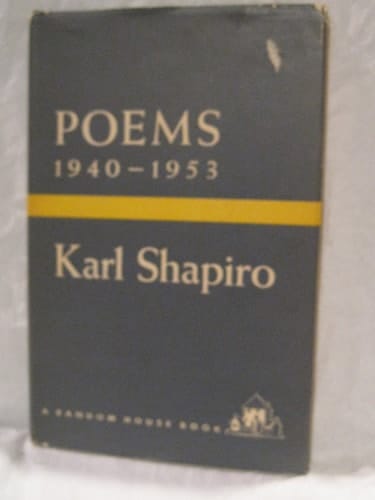 POEMS
1940–1953
Karl Shapiro
A RANDOM HOUSE BOOK